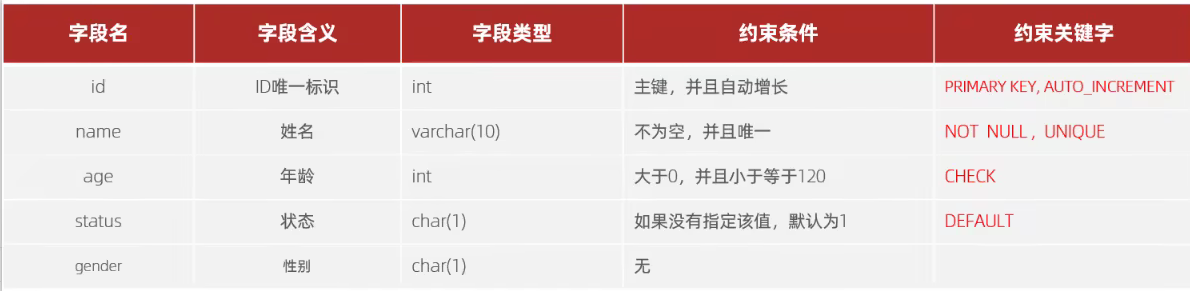 字段名 字段含义 字段类型 约束条件 约束关键字
id ID唯一标识 int 主键，并且自动增长 PRIMARY KEY, AUTO_INCREMENT
name 姓名 varchar(10) 不为空，并且唯一 NOT NULL , UNIQUE
age 年龄 int 大于0，并且小于等于120 CHECK
status 状态 char(1) 如果没有指定该值，默认为1 DEFAULT
gender 性别 char(1) 无